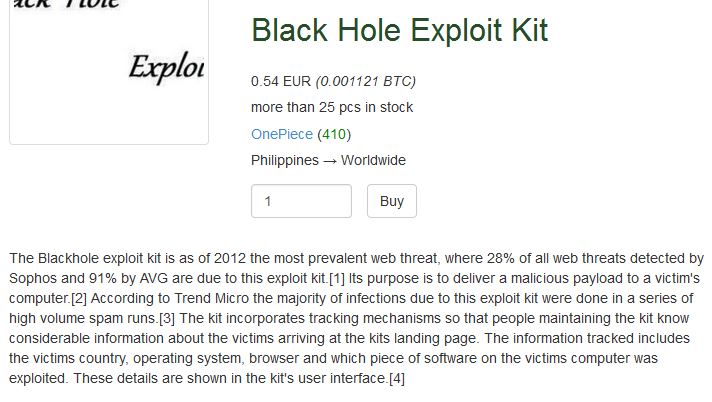 Black Hole Exploit Kit
0.54 EUR (0.001121 BTC)
more than 25 pcs in stock
OnePiece (410)
Philippines → Worldwide
1 Buy
The Blackhole exploit kit is as of 2012 the most prevalent web threat, where 28% of all web threats detected by
Sophos and 91% by AVG are due to this exploit kit.[1] Its purpose is to deliver a malicious payload to a victim's
computer.[2] According to Trend Micro the majority of infections due to this exploit kit were done in a series of
high volume spam runs.[3] The kit incorporates tracking mechanisms so that people maintaining the kit know
considerable information about the victims arriving at the kits landing page. The information tracked includes
the victims country, operating system, browser and which piece of software on the victims computer was
exploited. These details are shown in the kit's user interface.[4]